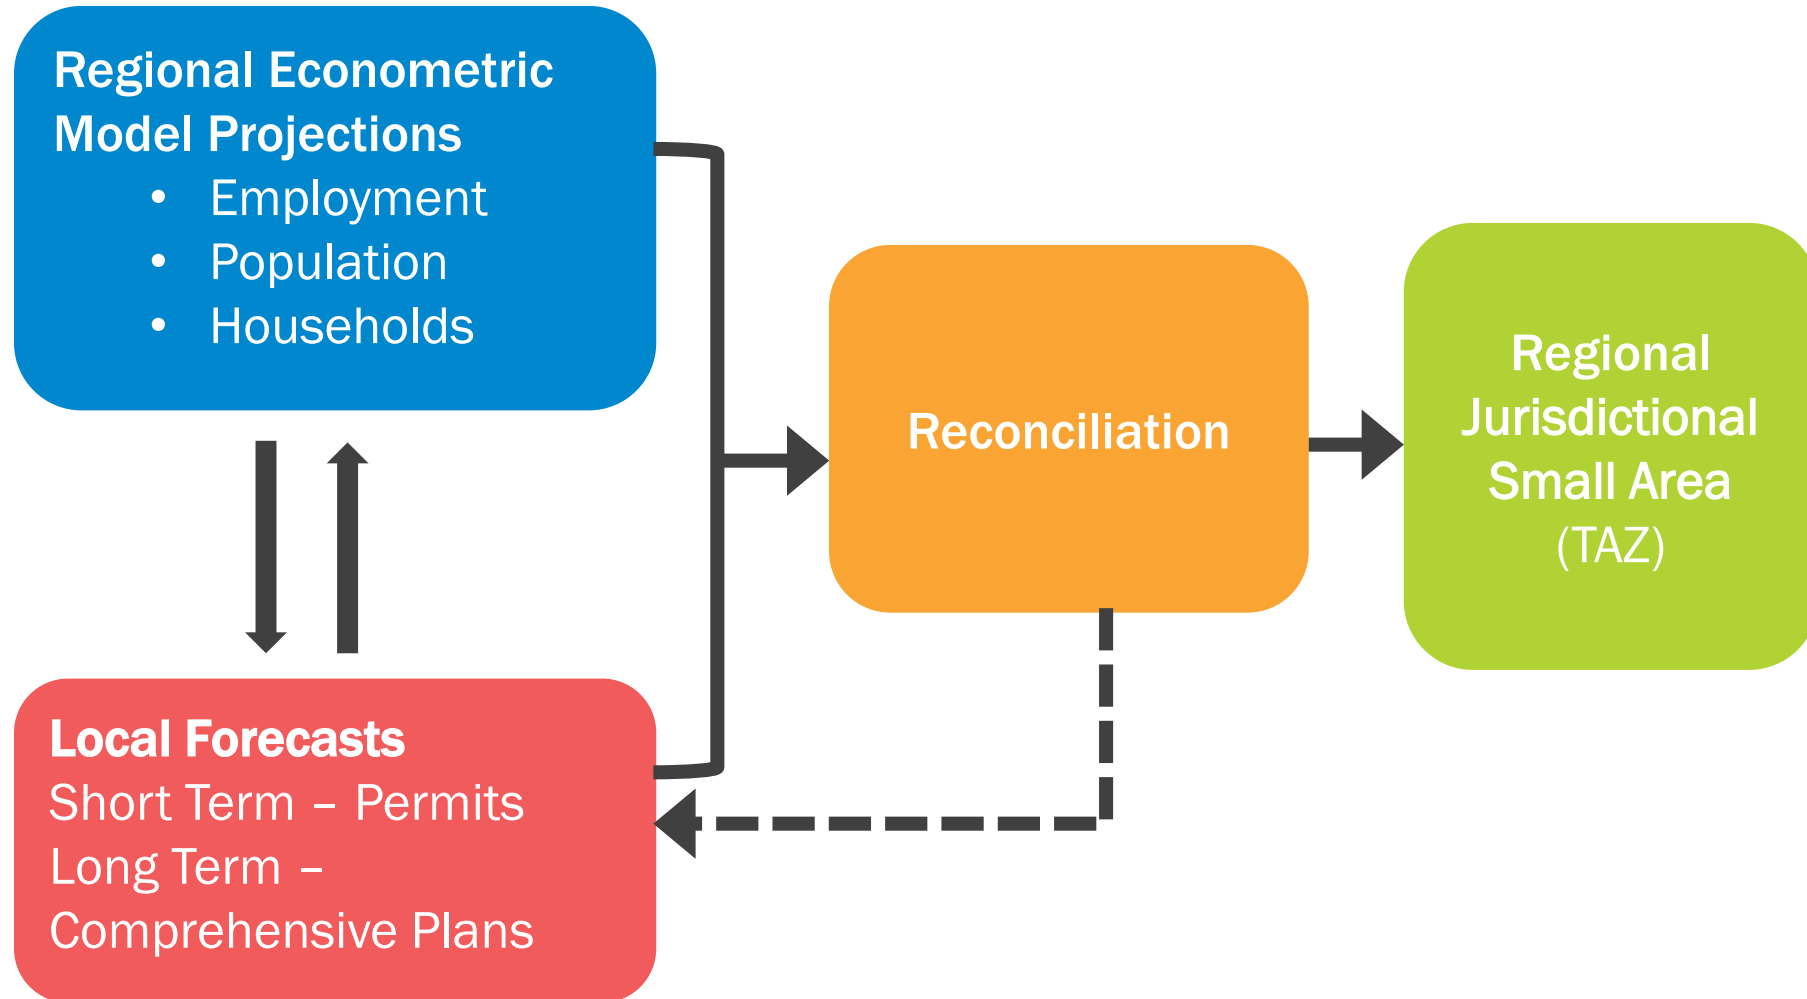 Regional Econometric
Model Projections
• Employment
• Population
• Households
Reconciliation
Regional
Jurisdictional
Small Area
(TAZ)
Local Forecasts
Short Term – Permits
Long Term –
Comprehensive Plans